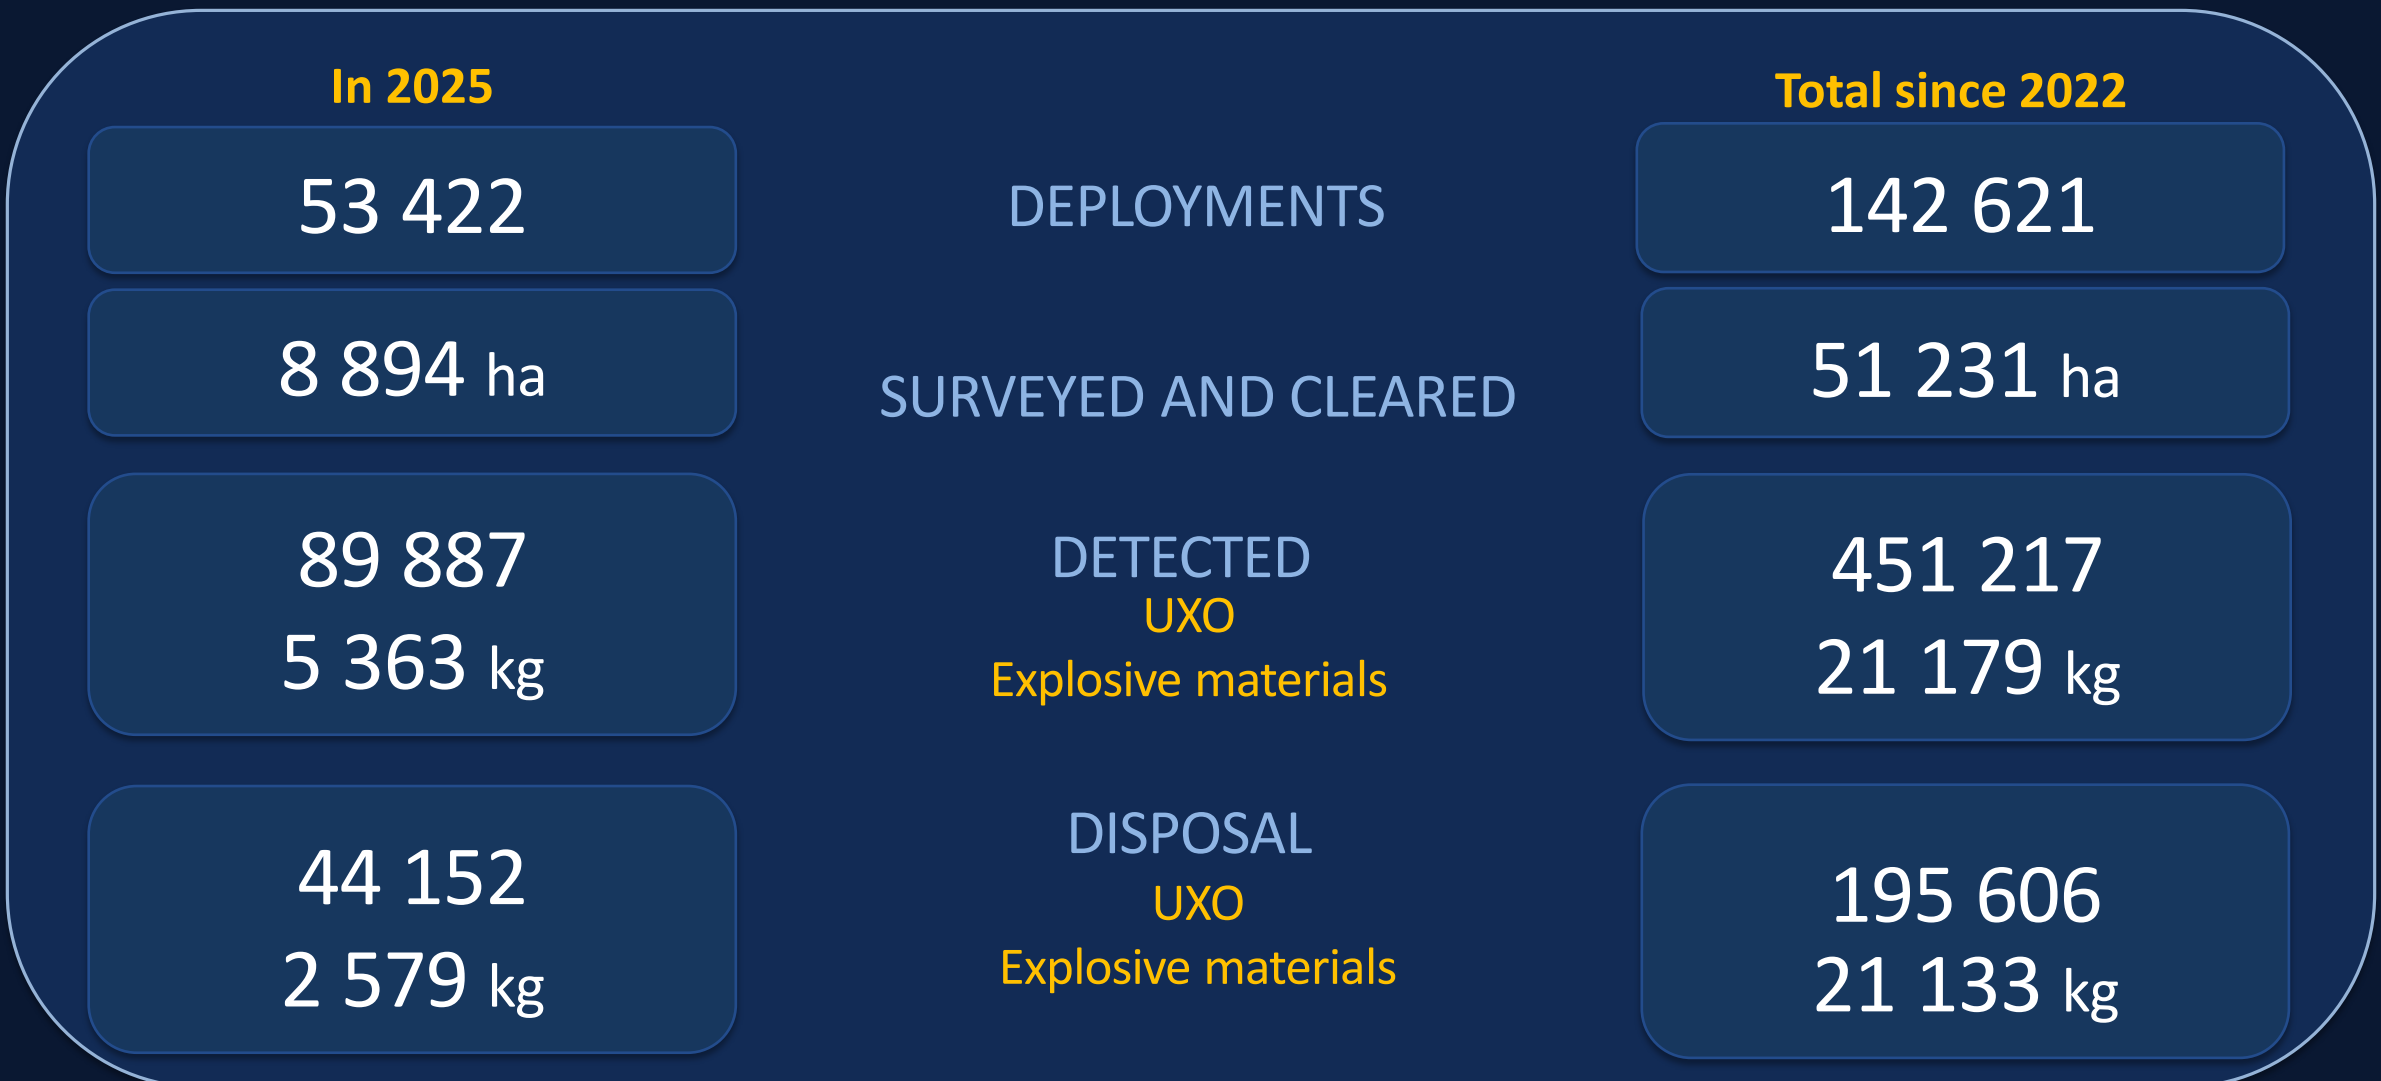 In 2025
Total since 2022
53 422
DEPLOYMENTS
142 621
8 894 ha
SURVEYED AND CLEARED
51 231 ha
89 887
5 363 kg
DETECTED
UXO
Explosive materials
451 217
21 179 kg
44 152
2 579 kg
DISPOSAL
UXO
Explosive materials
195 606
21 133 kg